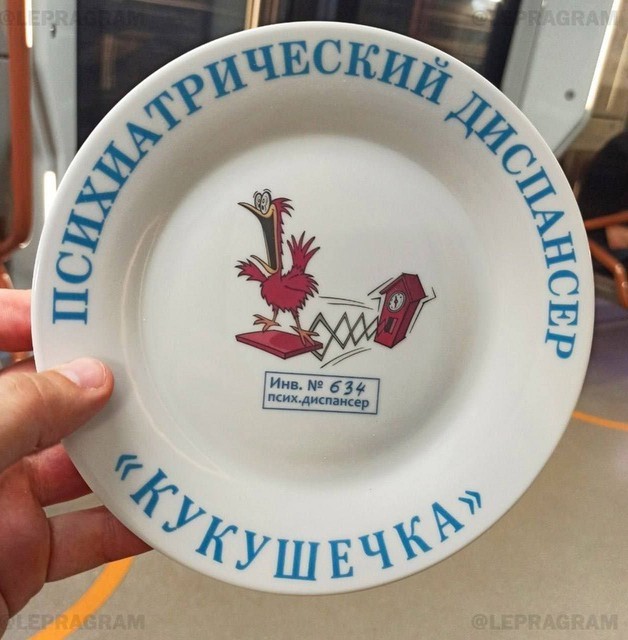 @LEPRAGRAM
@LEPRAGRAM
ПСИХИАТРИЧЕСКИЙ ДИСПАНСЕР
Инв. № 634
псих.диспансер
«КУКУШЕЧКА»
@LEPRAGRAM
@LEPRAGRAM